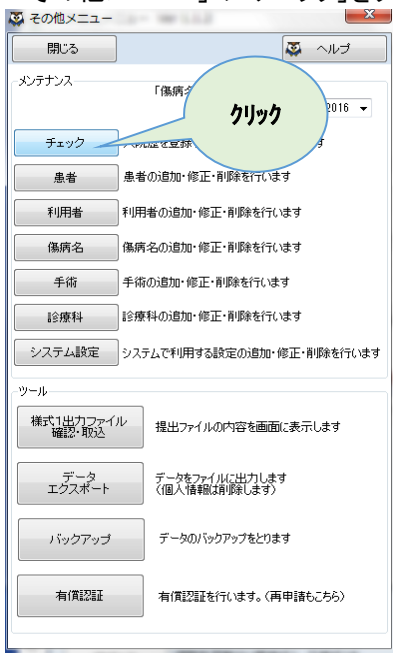 その他メニュー
閉じる
ヘルプ
メンテナンス
「傷病名
クリック
2016
チェック
を登録
患者
患者の追加・修正・削除を行います
利用者
利用者の追加・修正・削除を行います
傷病名
傷病名の追加・修正・削除を行います
手術
手術の追加・修正・削除を行います
診療科
診療科の追加・修正・削除を行います
システム設定
システムで利用する設定の追加・修正・削除を行います
ツール
様式1出力ファイル
確認・取込
提出ファイルの内容を画面に表示します
データ
エクスポート
データをファイルに出力します
(個人情報は削除します)
バックアップ
データのバックアップをとります
有償認証
有償認証を行います。(再申請もこちら)